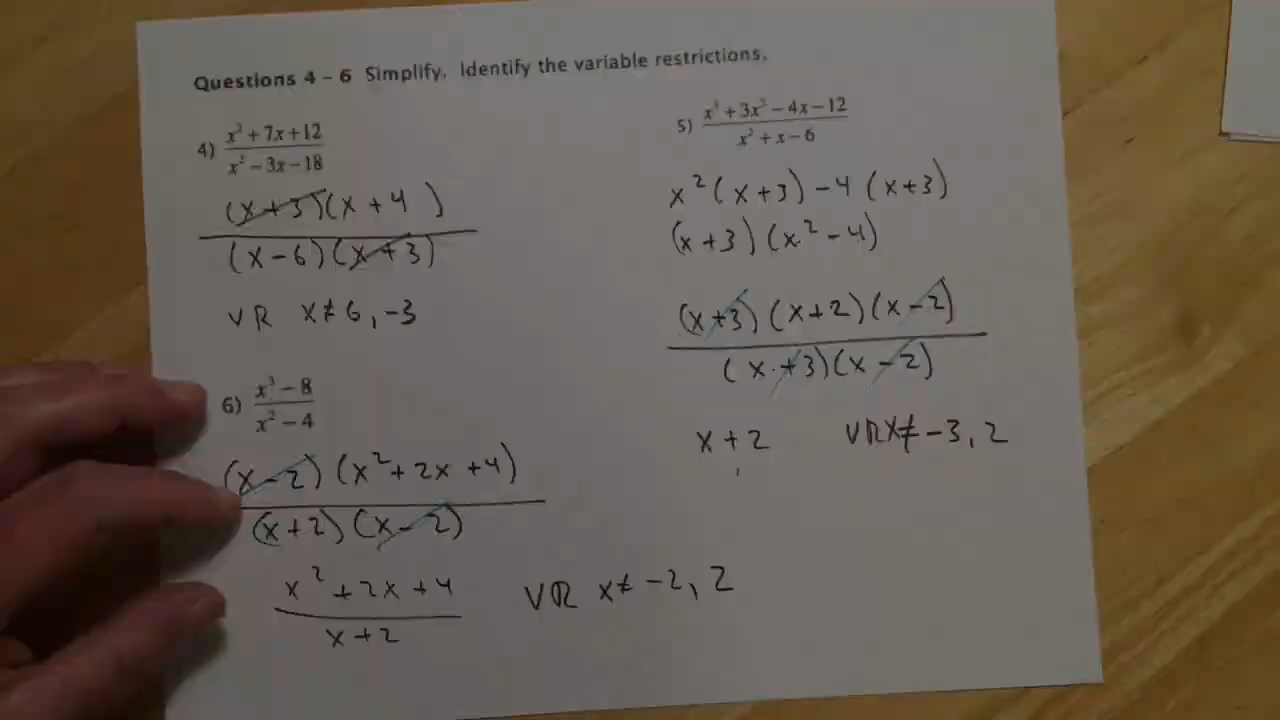 Questions 4 – 6 Simplify. Identify the variable restrictions.
4) (x² + 7x + 12) / (x² − 3x − 18)
(x+3)(x+4)
(x−6)(x+3)
VR x≠6, −3
5) (x³ + 3x² − 4x − 12) / (x² + x − 6)
x²(x+3) −4(x+3)
(x+3)(x²−4)
(x+3)(x+2)(x−2)
(x+3)(x−2)
x+2 VR x≠ −3, 2
6) (x³ − 8) / (x² − 4)
(x−2)(x²+2x+4)
(x+2)(x−2)
x²+2x+4
x+2
VR x≠ −2, 2